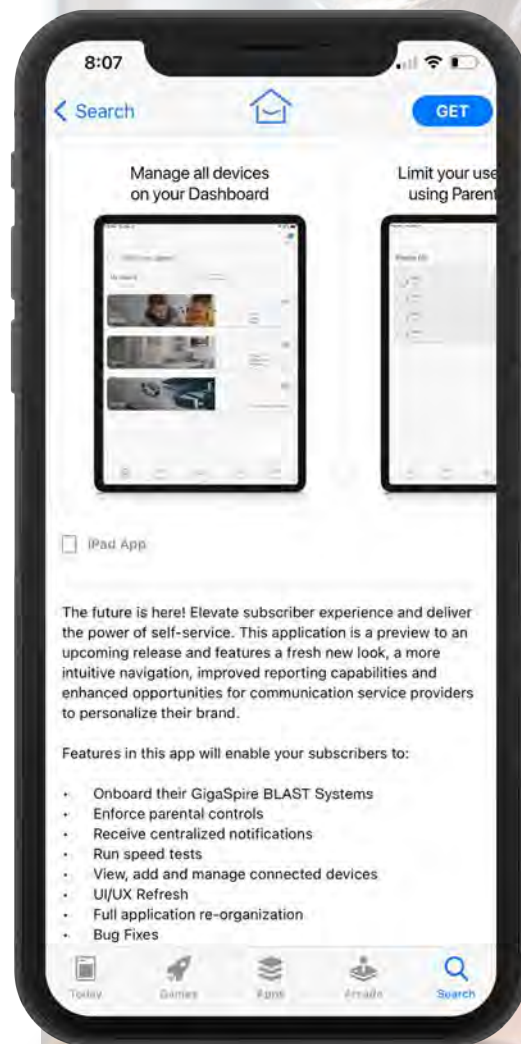 8:07
Search
GET
Manage all devices
on your Dashboard
Limit your use
using Parent
iPad App
The future is here! Elevate subscriber experience and deliver
the power of self-service. This application is a preview to an
upcoming release and features a fresh new look, a more
intuitive navigation, improved reporting capabilities and
enhanced opportunities for communication service providers
to personalize their brand.
Features in this app will enable your subscribers to:
· Onboard their GigaSpire BLAST Systems
· Enforce parental controls
· Receive centralized notifications
· Run speed tests
· View, add and manage connected devices
· UI/UX Refresh
· Full application re-organization
· Bug Fixes
Today Games Apps Arcade Search